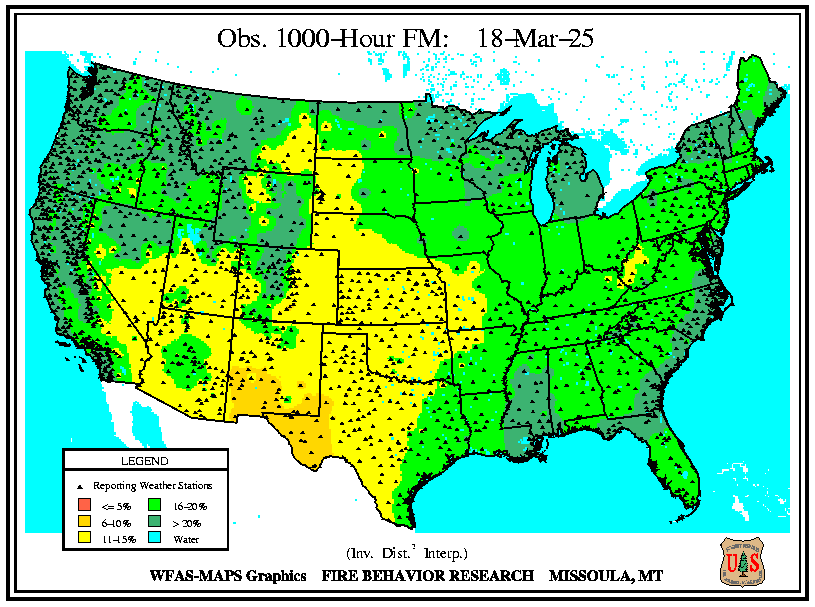 Obs. 1000-Hour FM: 18-Mar-25
LEGEND
Reporting Weather Stations
<= 5% 16-20%
6-10% > 20%
11-15% Water
(Inv. Dist.² Interp.)
WFAS-MAPS Graphics FIRE BEHAVIOR RESEARCH MISSOULA, MT
U S